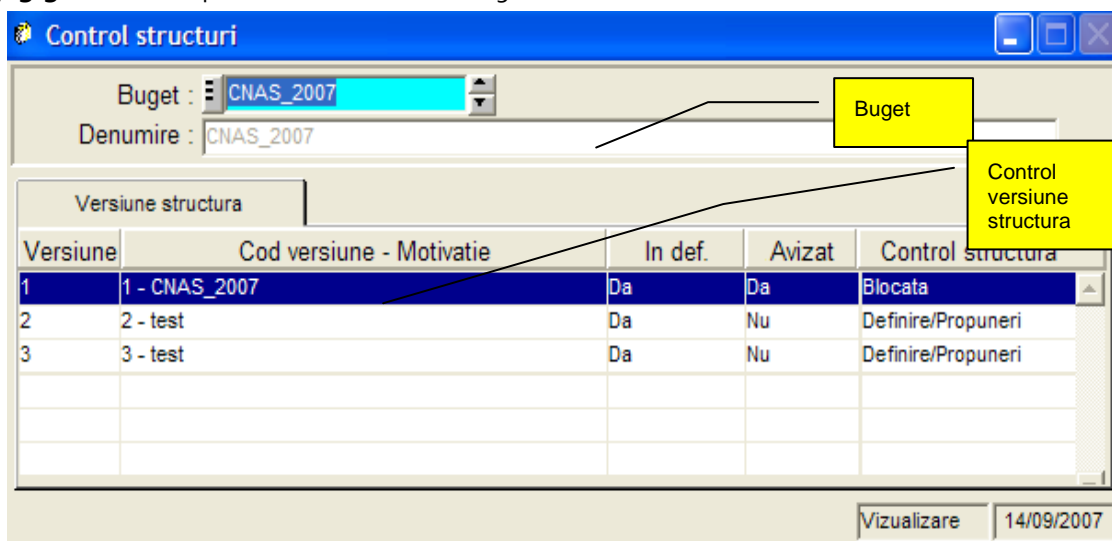 Control structuri
Buget : CNAS_2007
Denumire : CNAS_2007
Buget
Control
versiune
structura
Versiune structura
Versiune Cod versiune - Motivatie In def. Avizat Control structura
1 1 - CNAS_2007 Da Da Blocata
2 2 - test Da Nu Definire/Propuneri
3 3 - test Da Nu Definire/Propuneri
Vizualizare 14/09/2007